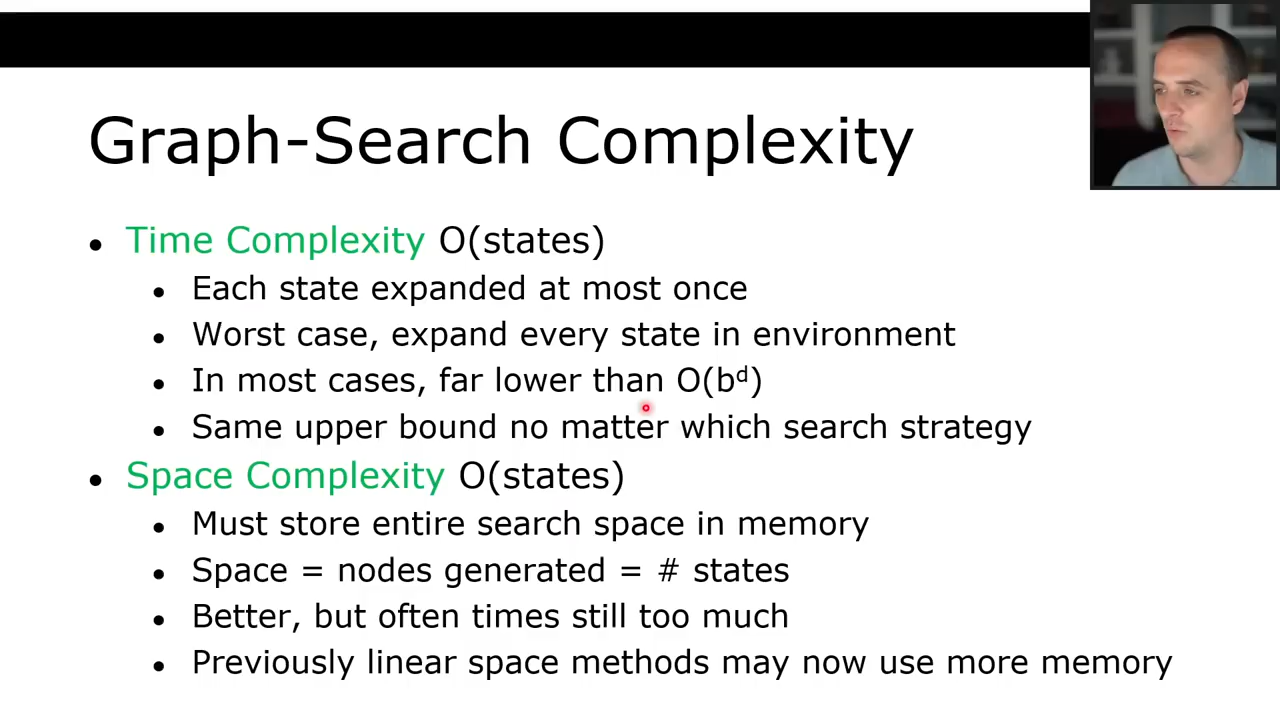 Graph-Search Complexity
• Time Complexity O(states)
• Each state expanded at most once
• Worst case, expand every state in environment
• In most cases, far lower than O(bᵈ)
• Same upper bound no matter which search strategy
• Space Complexity O(states)
• Must store entire search space in memory
• Space = nodes generated = # states
• Better, but often times still too much
• Previously linear space methods may now use more memory